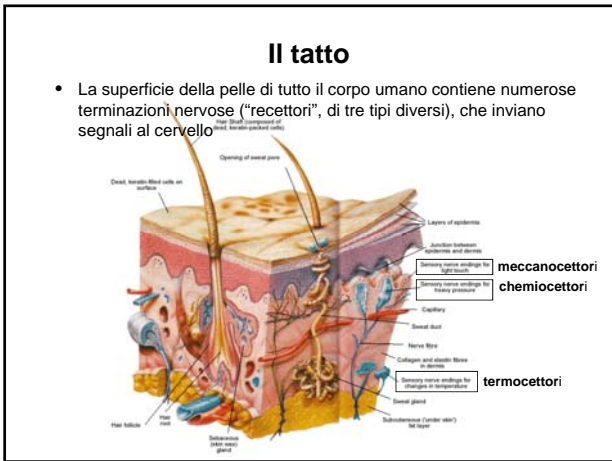 Il tatto
• La superficie della pelle di tutto il corpo umano contiene numerose
terminazioni nervose (“recettori”, di tre tipi diversi), che inviano
segnali al cervello
Hair Shaft (composed of
dead, keratin-packed cells)
Opening of sweat pore
Dead, keratin-filled cells on
surface
Layers of epidermis
Junction between
epidermis and dermis
Sensory nerve endings for
light touch
meccanocettori
Sensory nerve endings for
heavy pressure
chemiocettori
Capillary
Sweat duct
Nerve fibre
Collagen and elastin fibres
in dermis
Sensory nerve endings for
changes in temperature
termocettori
Sweat gland
Subcutaneous ('under skin')
fat layer
Hair follicle
Hair
root
Sebaceous
(skin wax)
gland